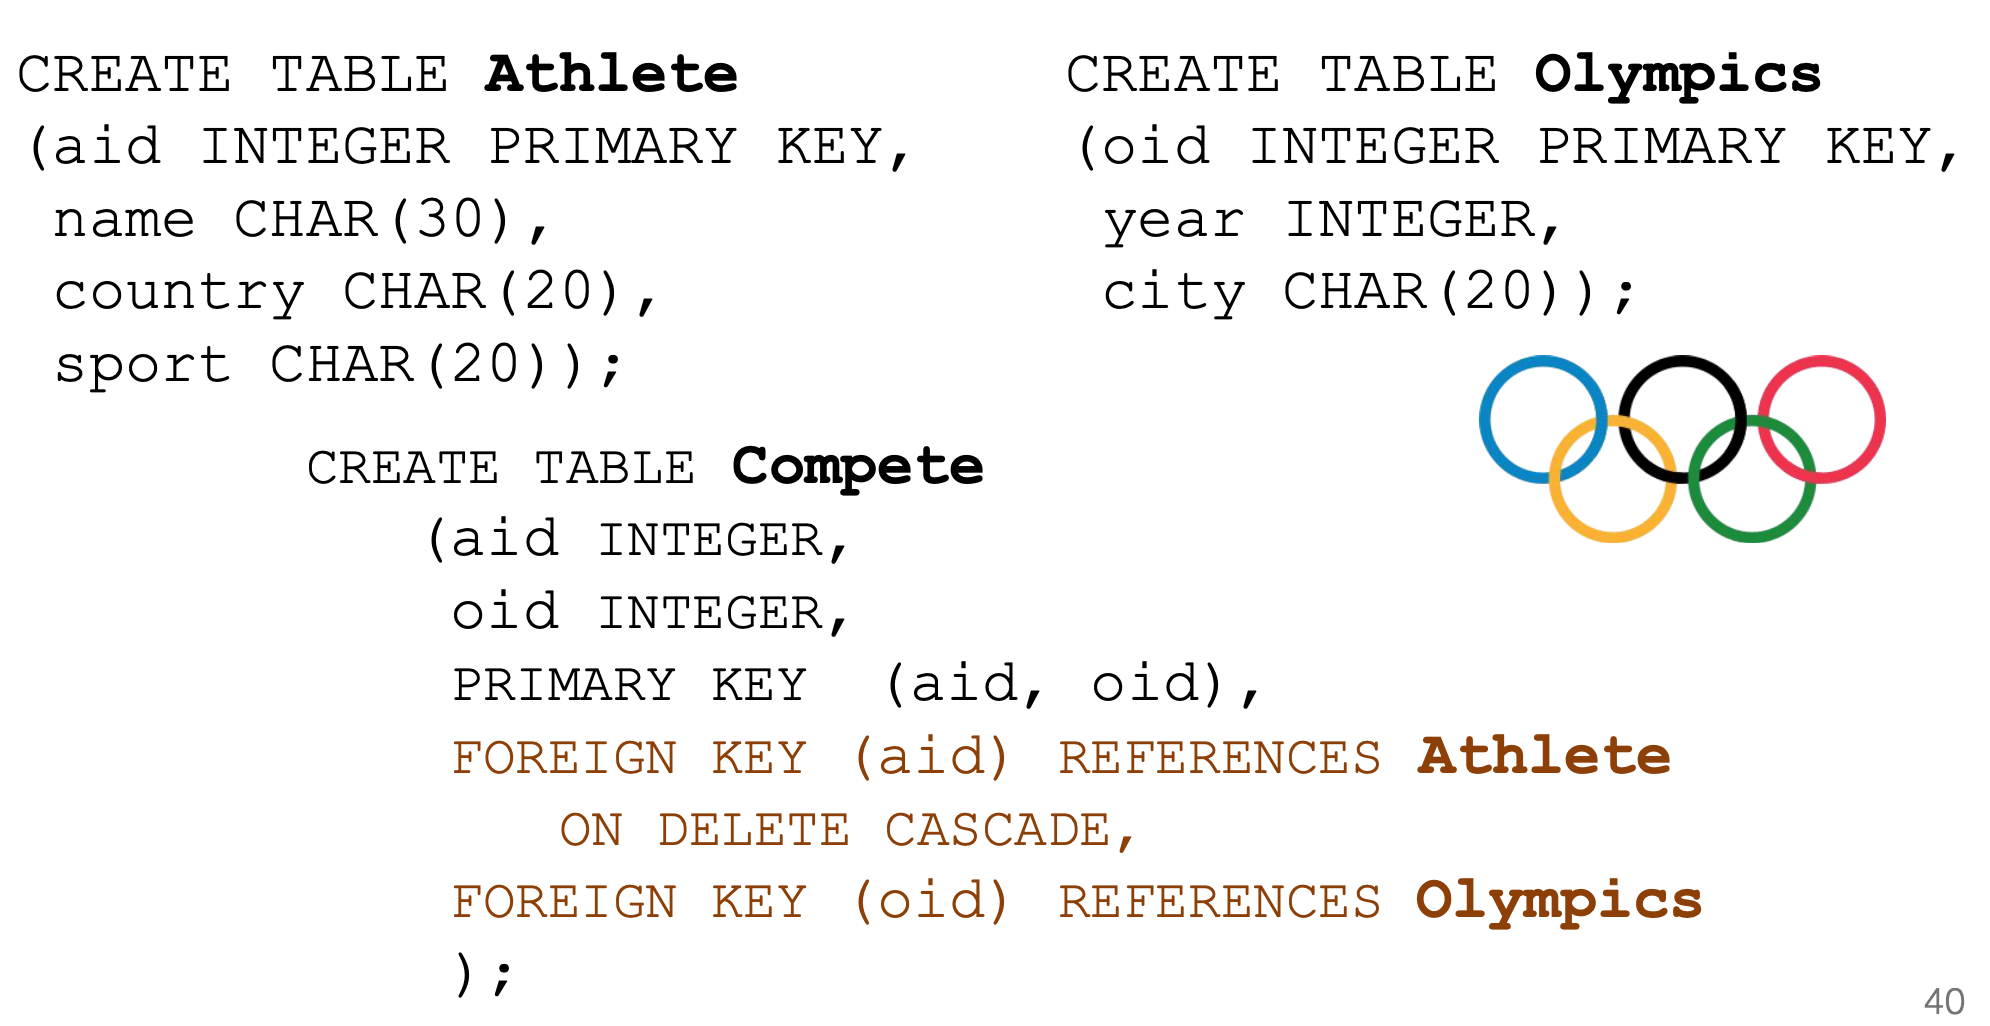 CREATE TABLE Athlete
(aid INTEGER PRIMARY KEY,
name CHAR(30),
country CHAR(20),
sport CHAR(20));
CREATE TABLE Olympics
(oid INTEGER PRIMARY KEY,
year INTEGER,
city CHAR(20));
CREATE TABLE Compete
(aid INTEGER,
oid INTEGER,
PRIMARY KEY (aid, oid),
FOREIGN KEY (aid) REFERENCES Athlete
ON DELETE CASCADE,
FOREIGN KEY (oid) REFERENCES Olympics
);
40